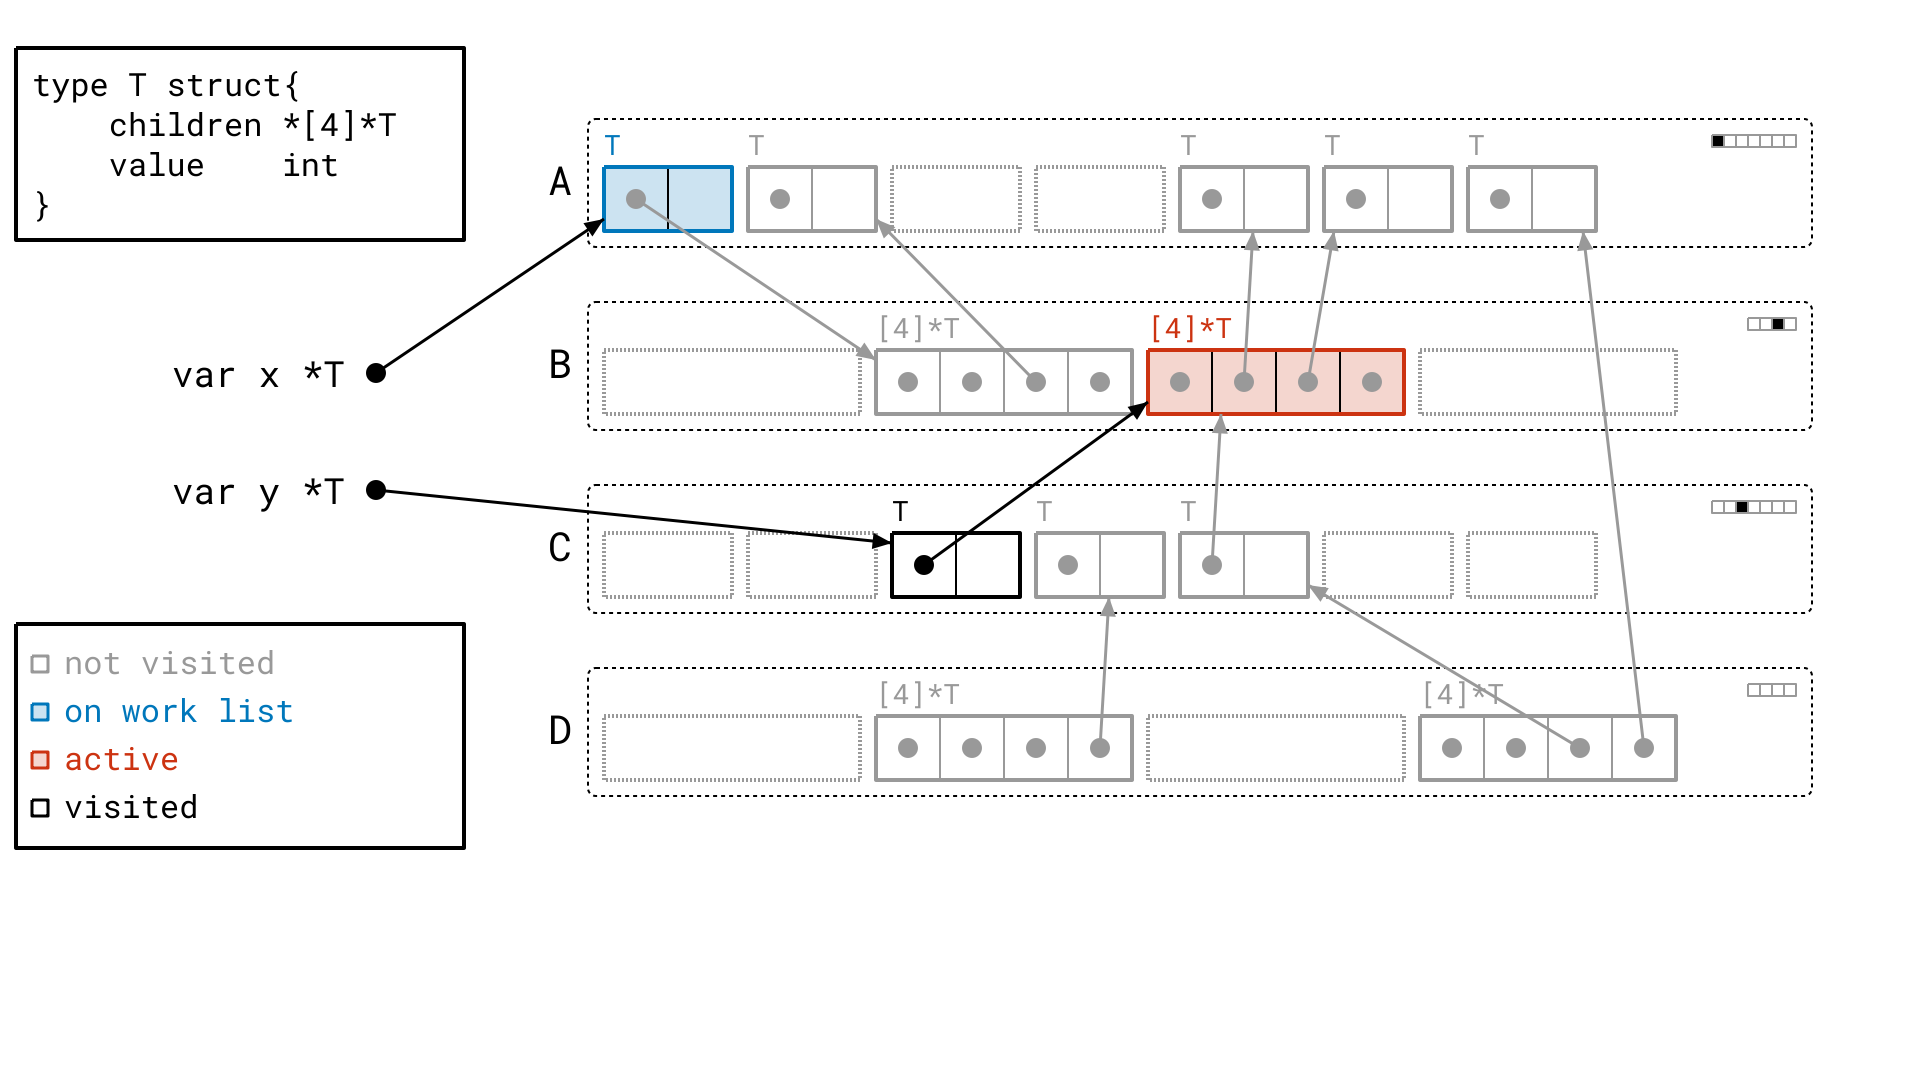 type T struct{
    children *[4]*T
    value    int
}
T T T T T
A
var x *T
[4]*T [4]*T
B
var y *T
T T T
C
[4]*T [4]*T
D
not visited
on work list
active
visited